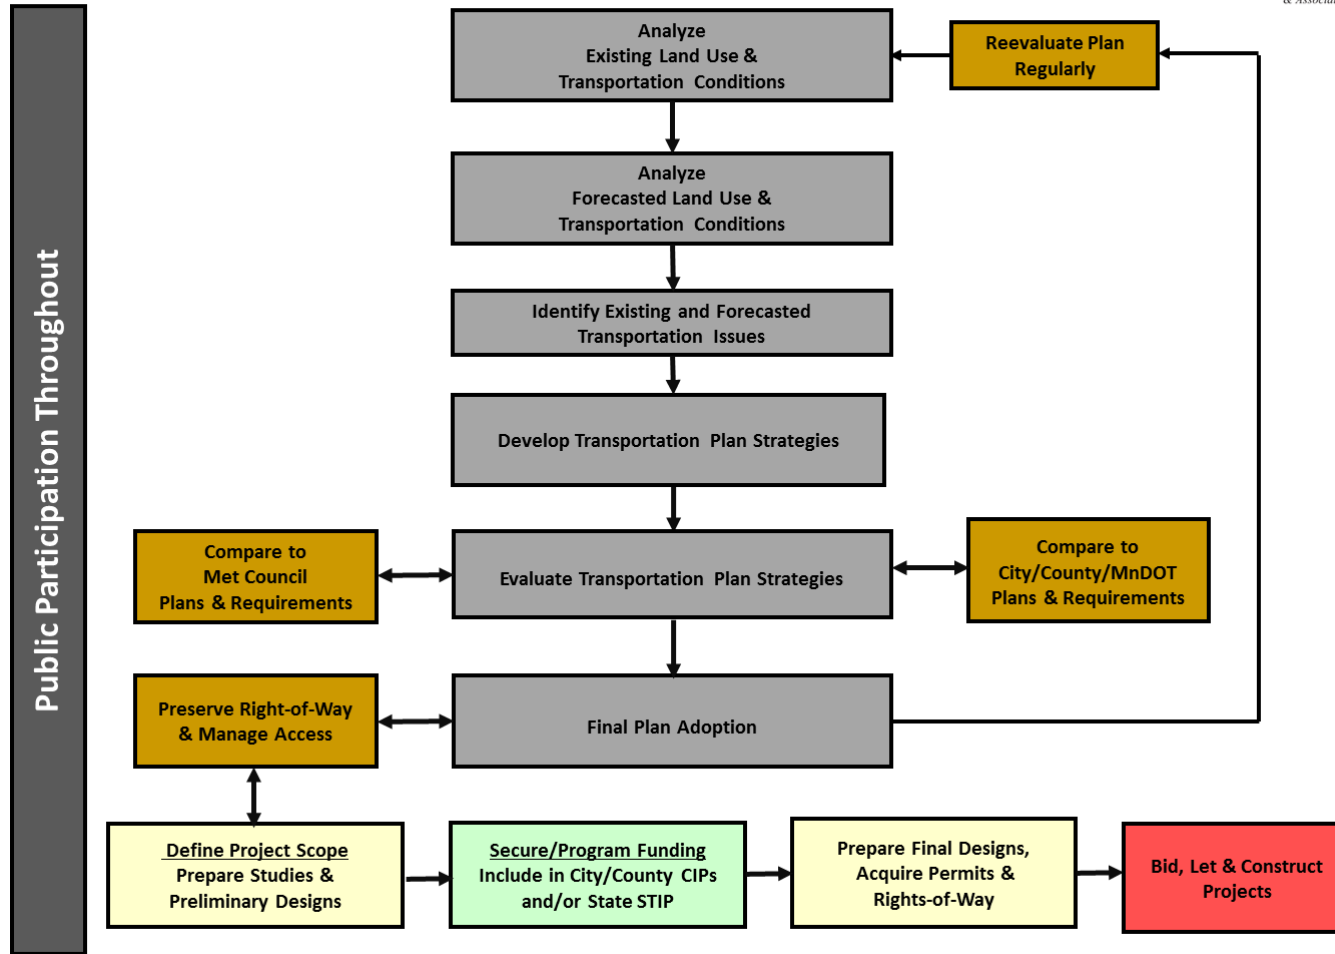 & Associa
Public Participation Throughout
Analyze
Existing Land Use &
Transportation Conditions
Reevaluate Plan
Regularly
Analyze
Forecasted Land Use &
Transportation Conditions
Identify Existing and Forecasted
Transportation Issues
Develop Transportation Plan Strategies
Compare to
Met Council
Plans & Requirements
Evaluate Transportation Plan Strategies
Compare to
City/County/MnDOT
Plans & Requirements
Preserve Right-of-Way
& Manage Access
Final Plan Adoption
Define Project Scope
Prepare Studies &
Preliminary Designs
Secure/Program Funding
Include in City/County CIPs
and/or State STIP
Prepare Final Designs,
Acquire Permits &
Rights-of-Way
Bid, Let & Construct
Projects